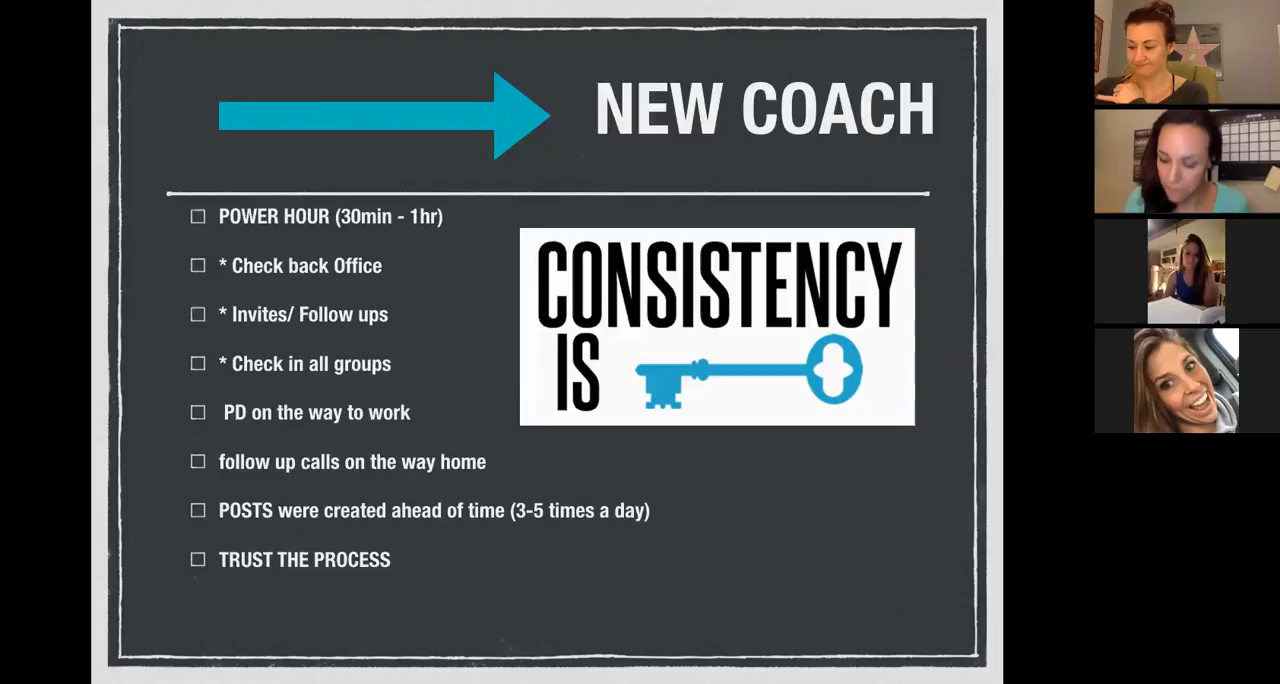 NEW COACH
POWER HOUR (30min - 1hr)
* Check back Office
* Invites/ Follow ups
* Check in all groups
PD on the way to work
follow up calls on the way home
POSTS were created ahead of time (3-5 times a day)
TRUST THE PROCESS
CONSISTENCY
IS